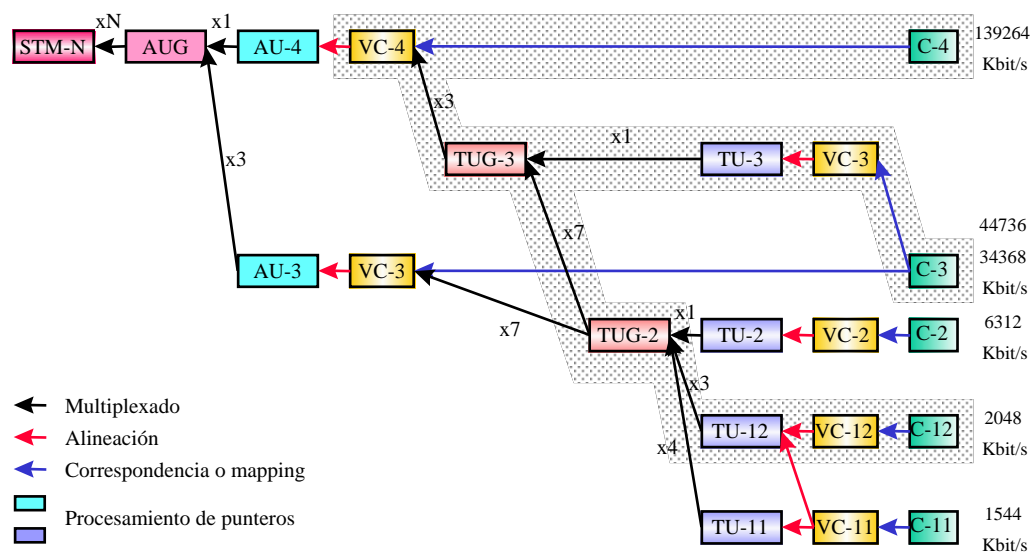 xN
x1
STM-N
AUG
AU-4
VC-4
C-4
139264
Kbit/s
x3
x1
TUG-3
TU-3
VC-3
x3
44736
x7
AU-3
VC-3
C-3
34368
Kbit/s
x7
x1
TUG-2
TU-2
VC-2
C-2
6312
Kbit/s
x3
Multiplexado
TU-12
VC-12
C-12
2048
Kbit/s
Alineación
x4
Correspondencia o mapping
Procesamiento de punteros
TU-11
VC-11
C-11
1544
Kbit/s